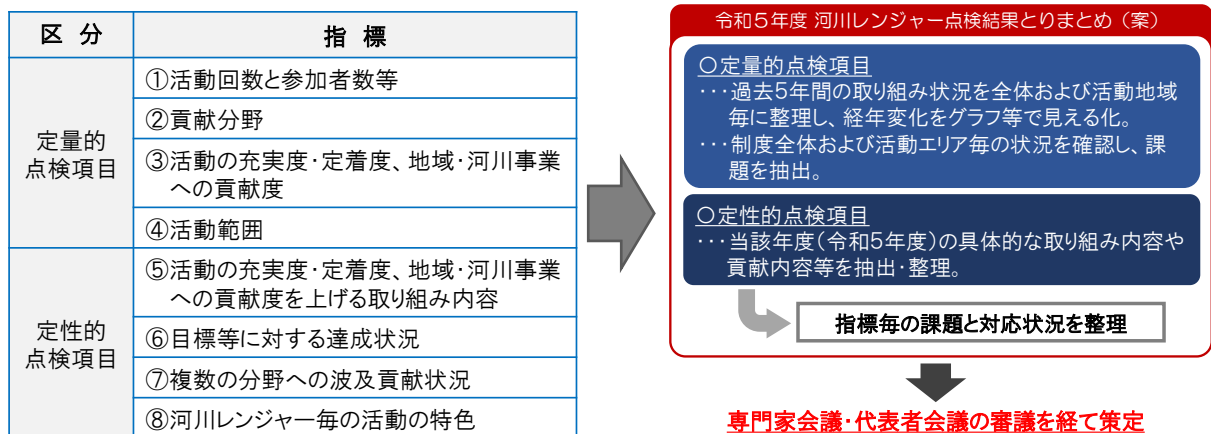 区 分
指 標
定量的
点検項目
①活動回数と参加者数等
②貢献分野
③活動の充実度・定着度、地域・河川事業
への貢献度
④活動範囲
定性的
点検項目
⑤活動の充実度・定着度、地域・河川事業
への貢献度を上げる取り組み内容
⑥目標等に対する達成状況
⑦複数の分野への波及貢献状況
⑧河川レンジャー毎の活動の特色
令和5年度 河川レンジャー点検結果とりまとめ（案）
〇定量的点検項目
・・・過去5年間の取り組み状況を全体および活動地域
毎に整理し、経年変化をグラフ等で見える化。
・・・制度全体および活動エリア毎の状況を確認し、課
題を抽出。
〇定性的点検項目
・・・当該年度（令和5年度）の具体的な取り組み内容や
貢献内容等を抽出・整理。
指標毎の課題と対応状況を整理
専門家会議・代表者会議の審議を経て策定